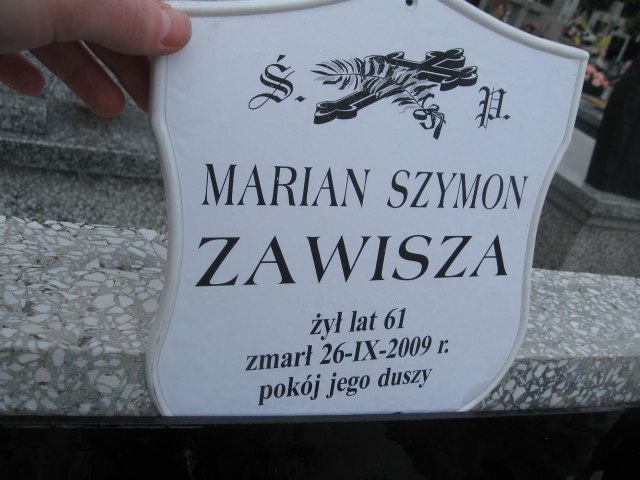 Ś. P.
MARIAN SZYMON
ZAWISZA
żył lat 61
zmarł 26-IX-2009 r.
pokój jego duszy